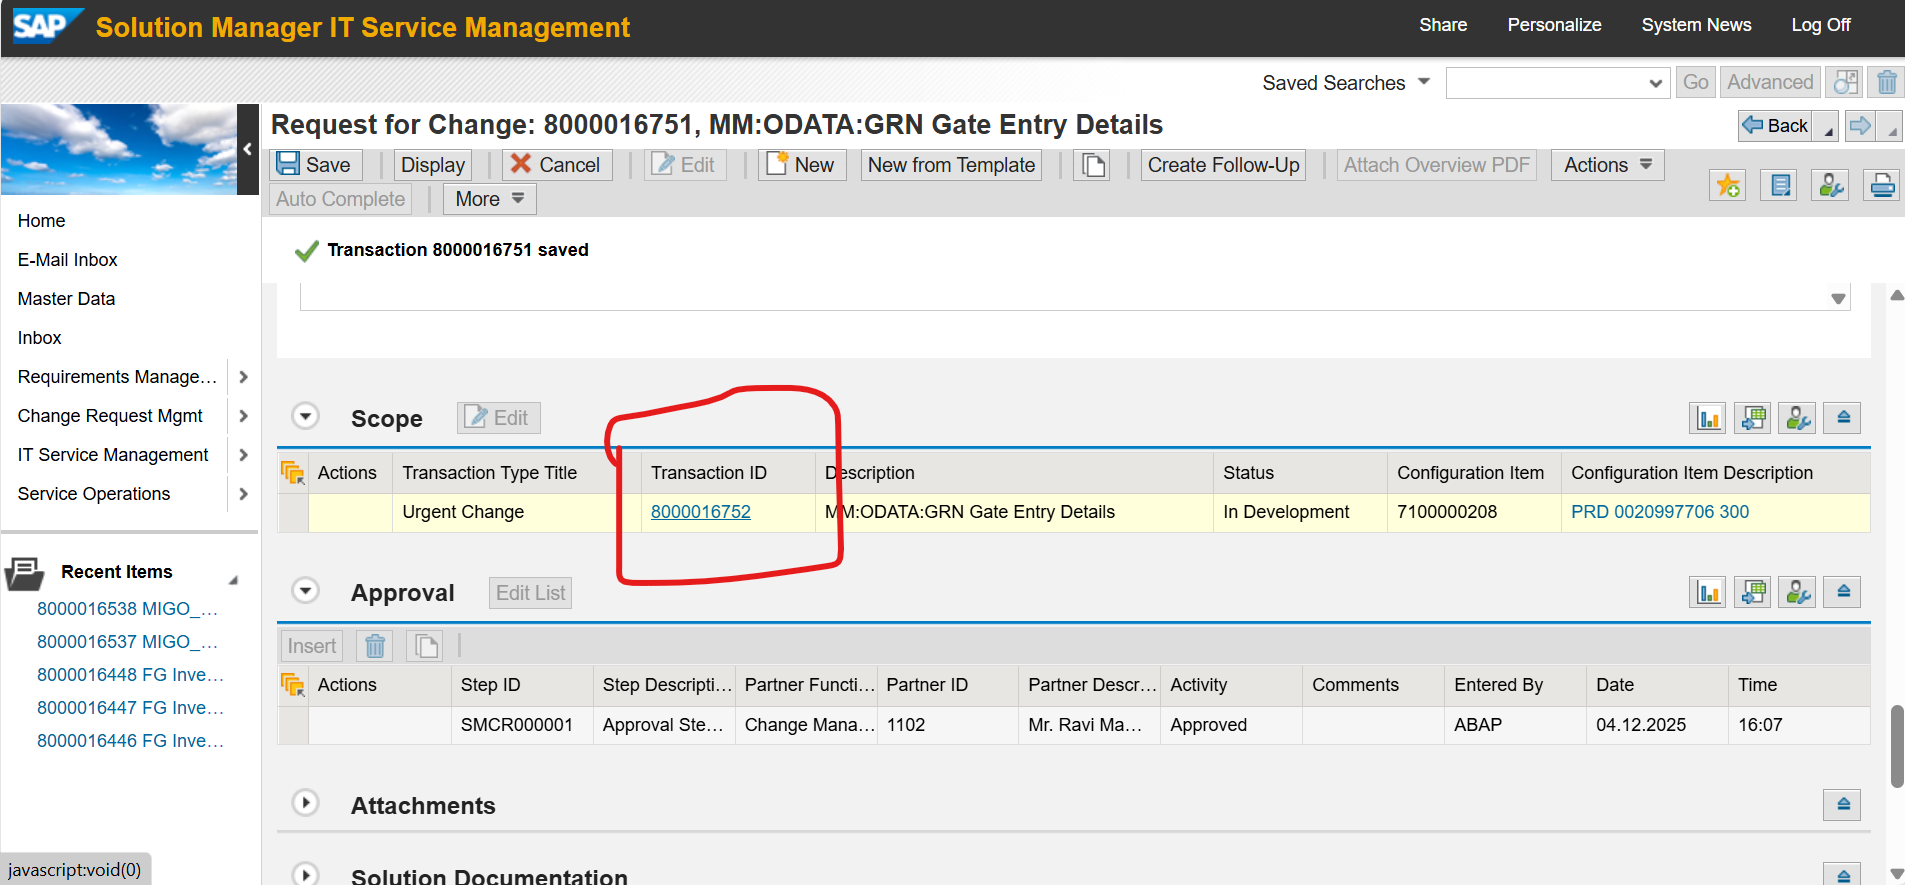 SAP Solution Manager IT Service Management Share Personalize System News Log Off
Saved Searches Go Advanced
Request for Change: 8000016751, MM:ODATA:GRN Gate Entry Details Back
Save Display Cancel Edit New New from Template Create Follow-Up Attach Overview PDF Actions
Auto Complete More
Transaction 8000016751 saved
Home
E-Mail Inbox
Master Data
Inbox
Requirements Manage...
Change Request Mgmt
IT Service Management
Service Operations
Recent Items
8000016538 MIGO_...
8000016537 MIGO_...
8000016448 FG Inve...
8000016447 FG Inve...
8000016446 FG Inve...
Scope Edit
Actions Transaction Type Title Transaction ID Description Status Configuration Item Configuration Item Description
Urgent Change 8000016752 MM:ODATA:GRN Gate Entry Details In Development 7100000208 PRD 0020997706 300
Approval Edit List
Insert
Actions Step ID Step Descripti... Partner Functi... Partner ID Partner Descr... Activity Comments Entered By Date Time
SMCR000001 Approval Ste... Change Mana... 1102 Mr. Ravi Ma... Approved ABAP 04.12.2025 16:07
Attachments
Solution Documentation
javascript:void(0)